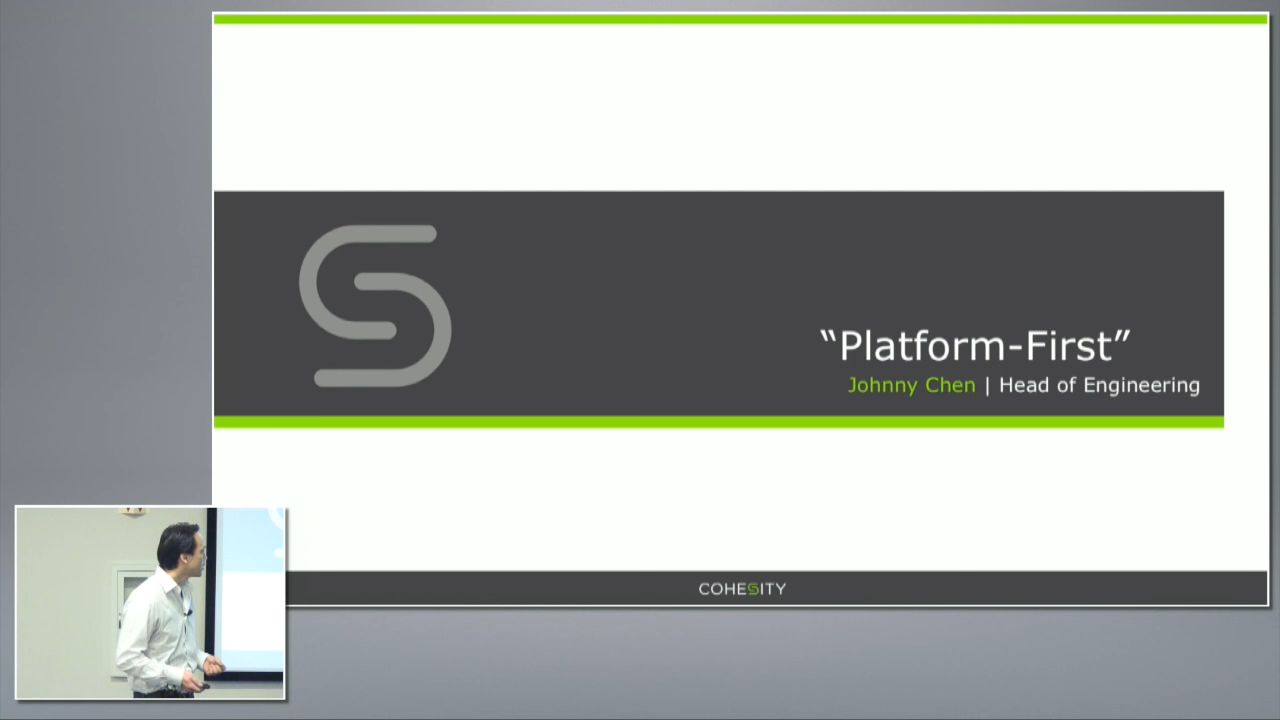 “Platform-First”
Johnny Chen | Head of Engineering
COHESITY